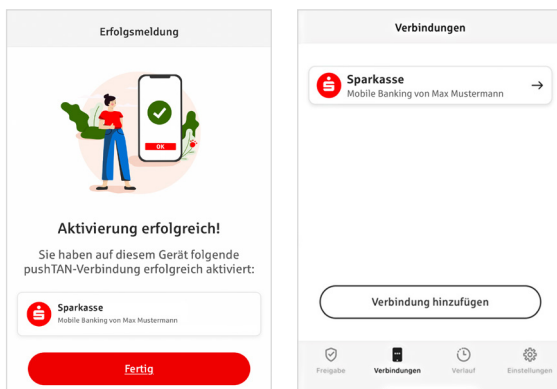 Erfolgsmeldung
OK
Aktivierung erfolgreich!
Sie haben auf diesem Gerät folgende
pushTAN-Verbindung erfolgreich aktiviert:
Sparkasse
Mobile Banking von Max Mustermann
Fertig
Verbindungen
Sparkasse
Mobile Banking von Max Mustermann
Verbindung hinzufügen
Freigabe Verbindungen Verlauf Einstellungen